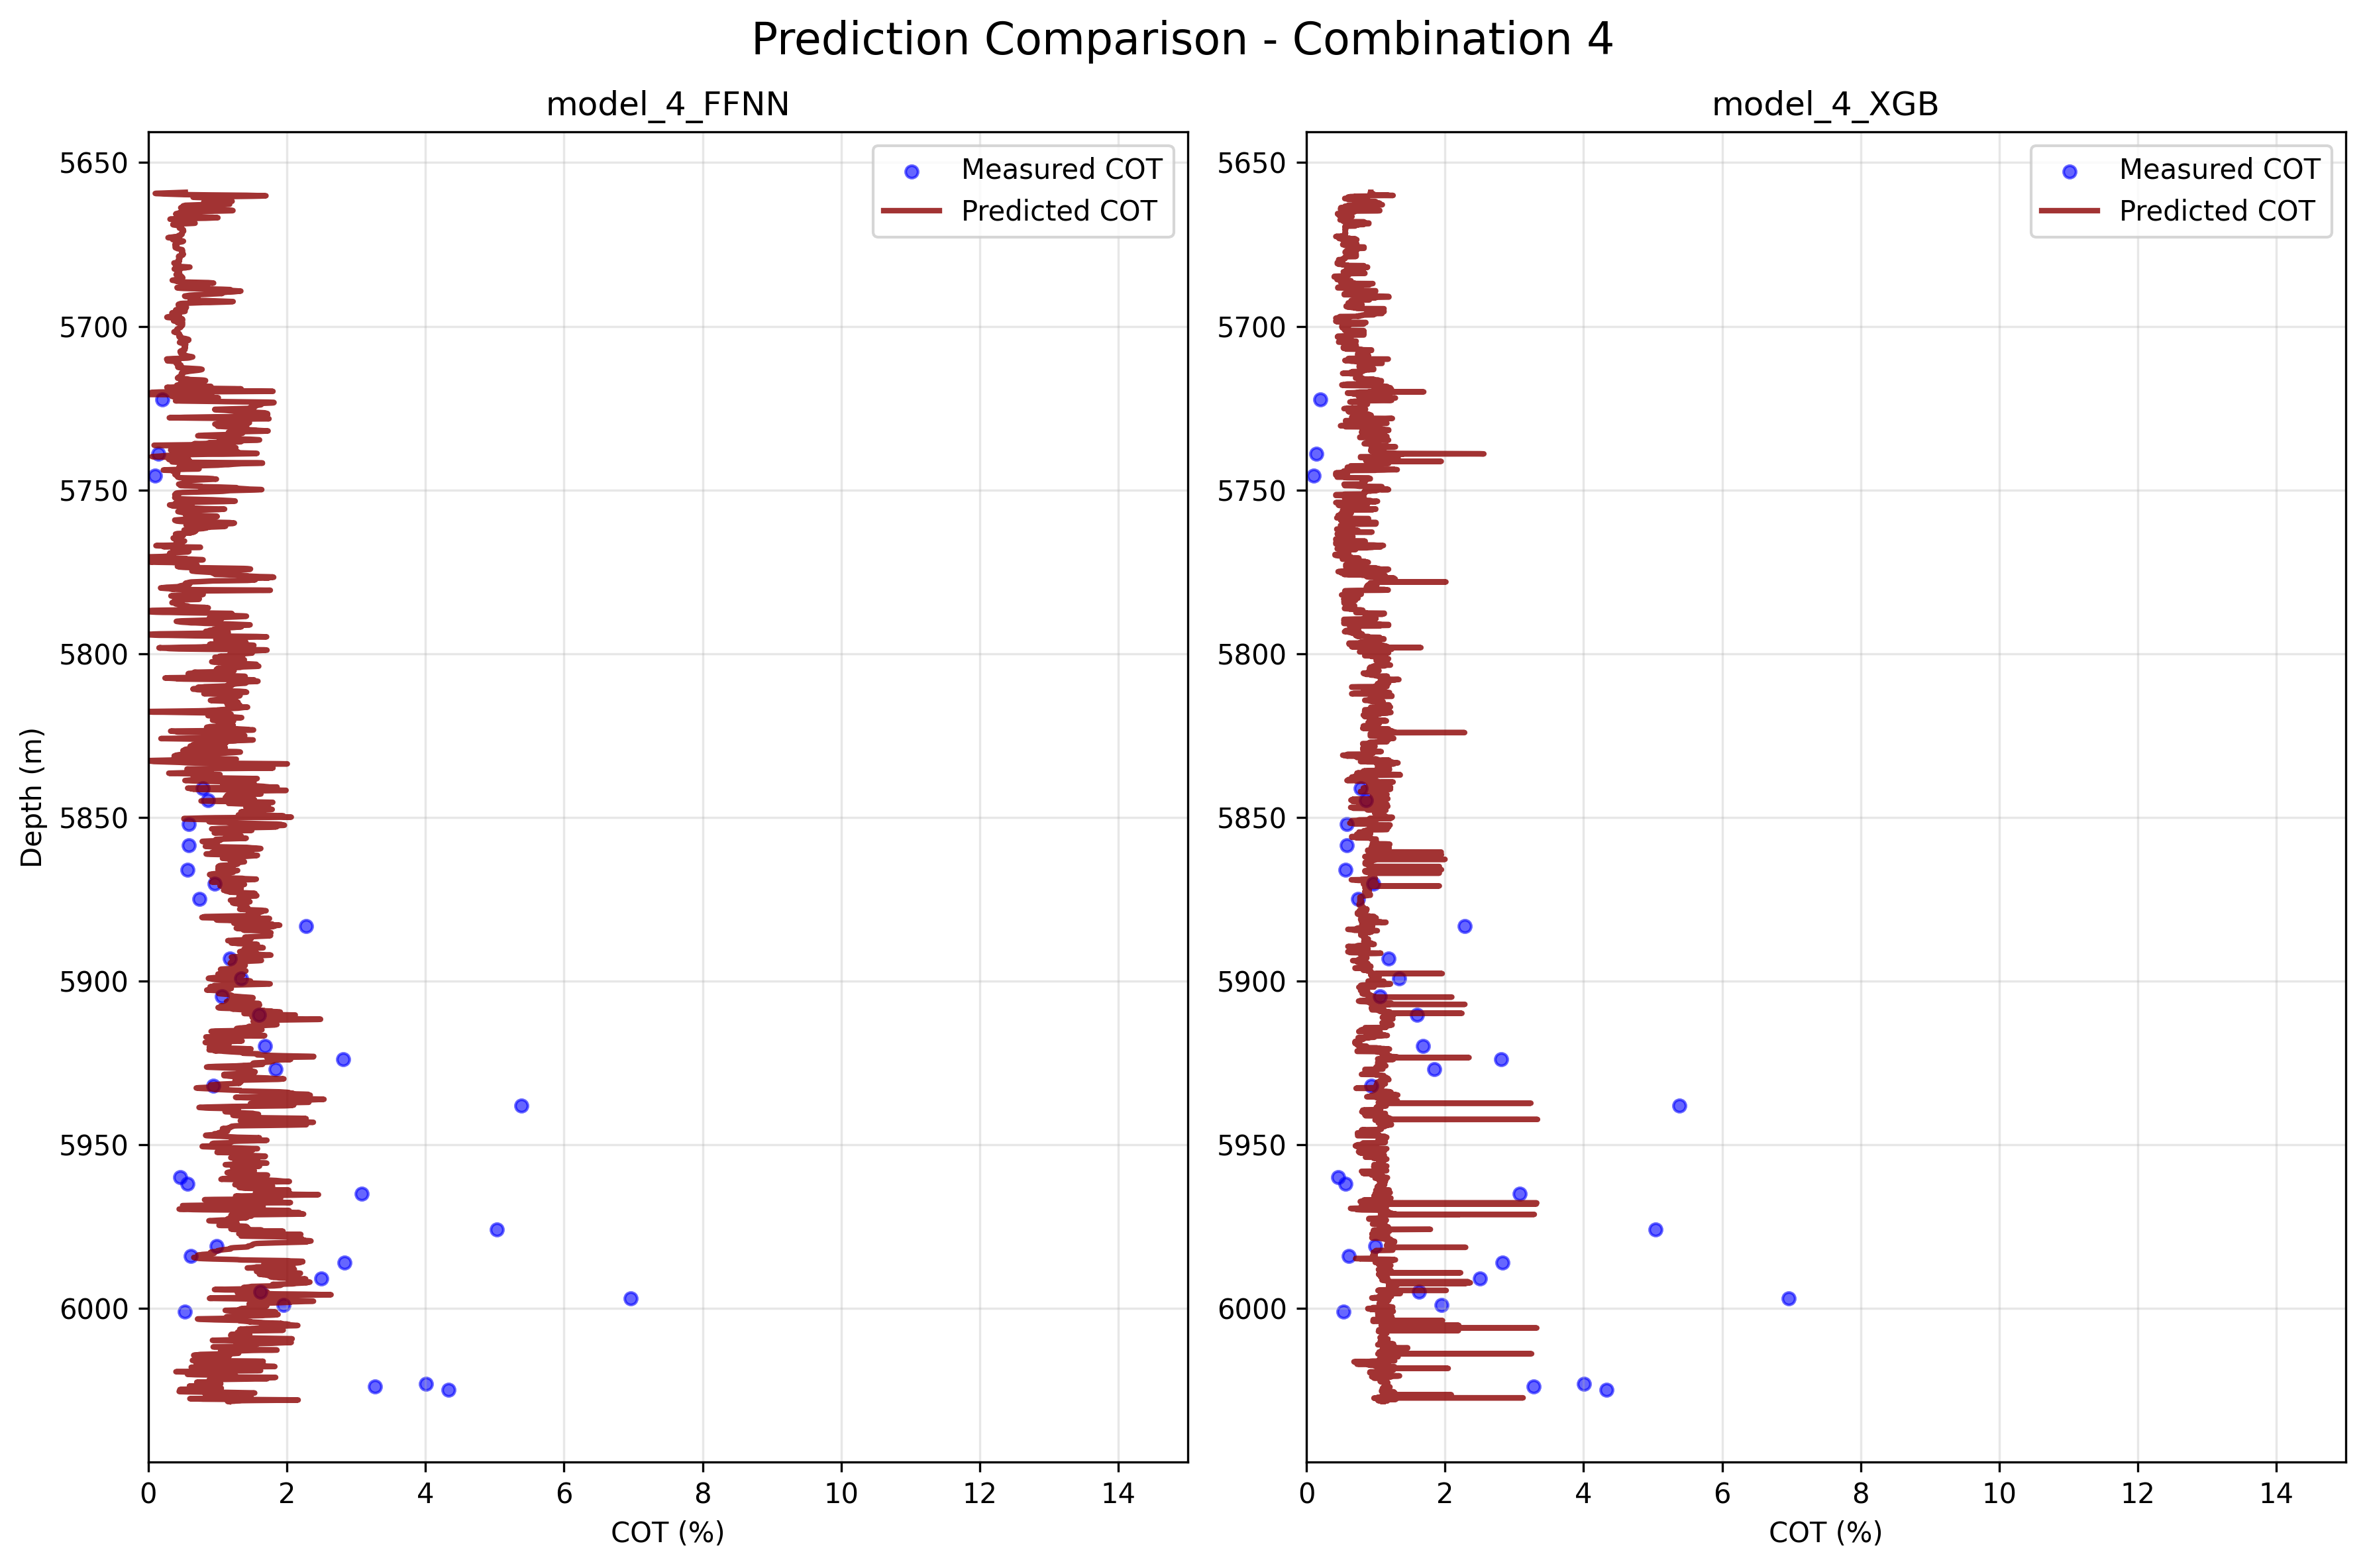 Prediction Comparison - Combination 4
model_4_FFNN
Measured COT
Predicted COT
5650
5700
5750
5800
5850
5900
5950
6000
Depth (m)
0 2 4 6 8 10 12 14
COT (%)
model_4_XGB
Measured COT
Predicted COT
5650
5700
5750
5800
5850
5900
5950
6000
0 2 4 6 8 10 12 14
COT (%)